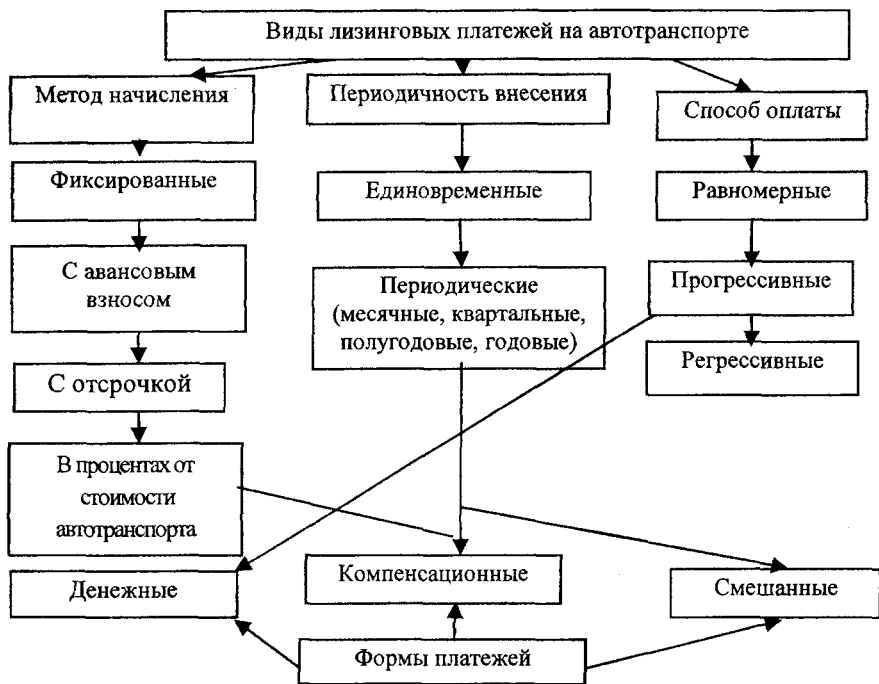 Виды лизинговых платежей на автотранспорте
Метод начисления
Периодичность внесения
Способ оплаты
Фиксированные
Единовременные
Равномерные
С авансовым
взносом
Периодические
(месячные, квартальные,
полугодовые, годовые)
Прогрессивные
С отсрочкой
Регрессивные
В процентах от
стоимости
автотранспорта
Денежные
Компенсационные
Смешанные
Формы платежей